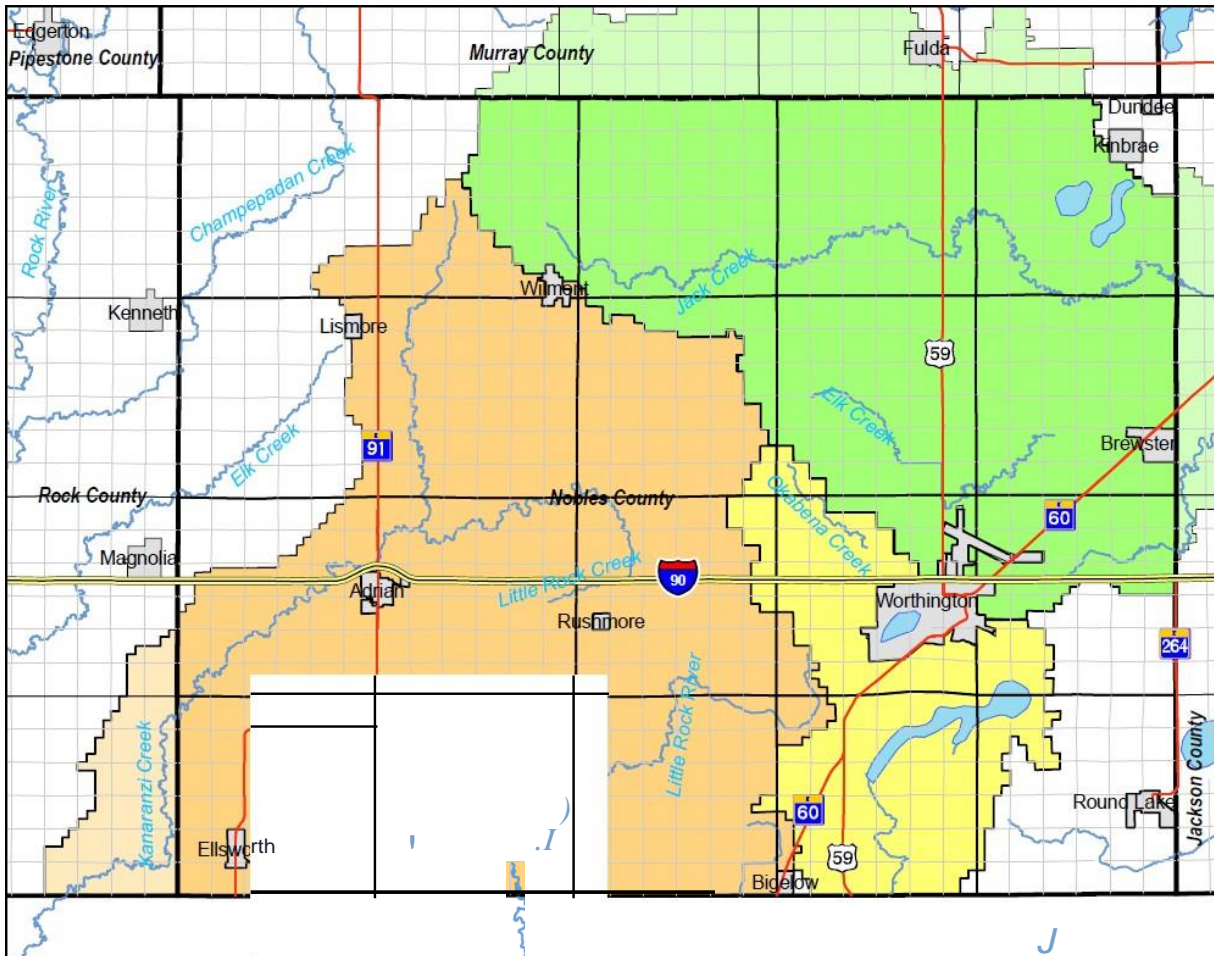 Edgerton
Pipestone County
Murray County
Fulda
Dundee
Kinbrae
Champepadan Creek
Rock River
Jack Creek
Wilmont
Kenneth
Lismore
59
Elk Creek
Elk Creek
Brewster
91
Rock County
Nobles County
Okabena Creek
60
Magnolia
Little Rock Creek
90
Adrian
Worthington
Rushmore
264
Little Rock River
Kanaranzi Creek
Jackson County
Round Lake
60
Ellsworth
'
.I
)
59
Bigelow
J